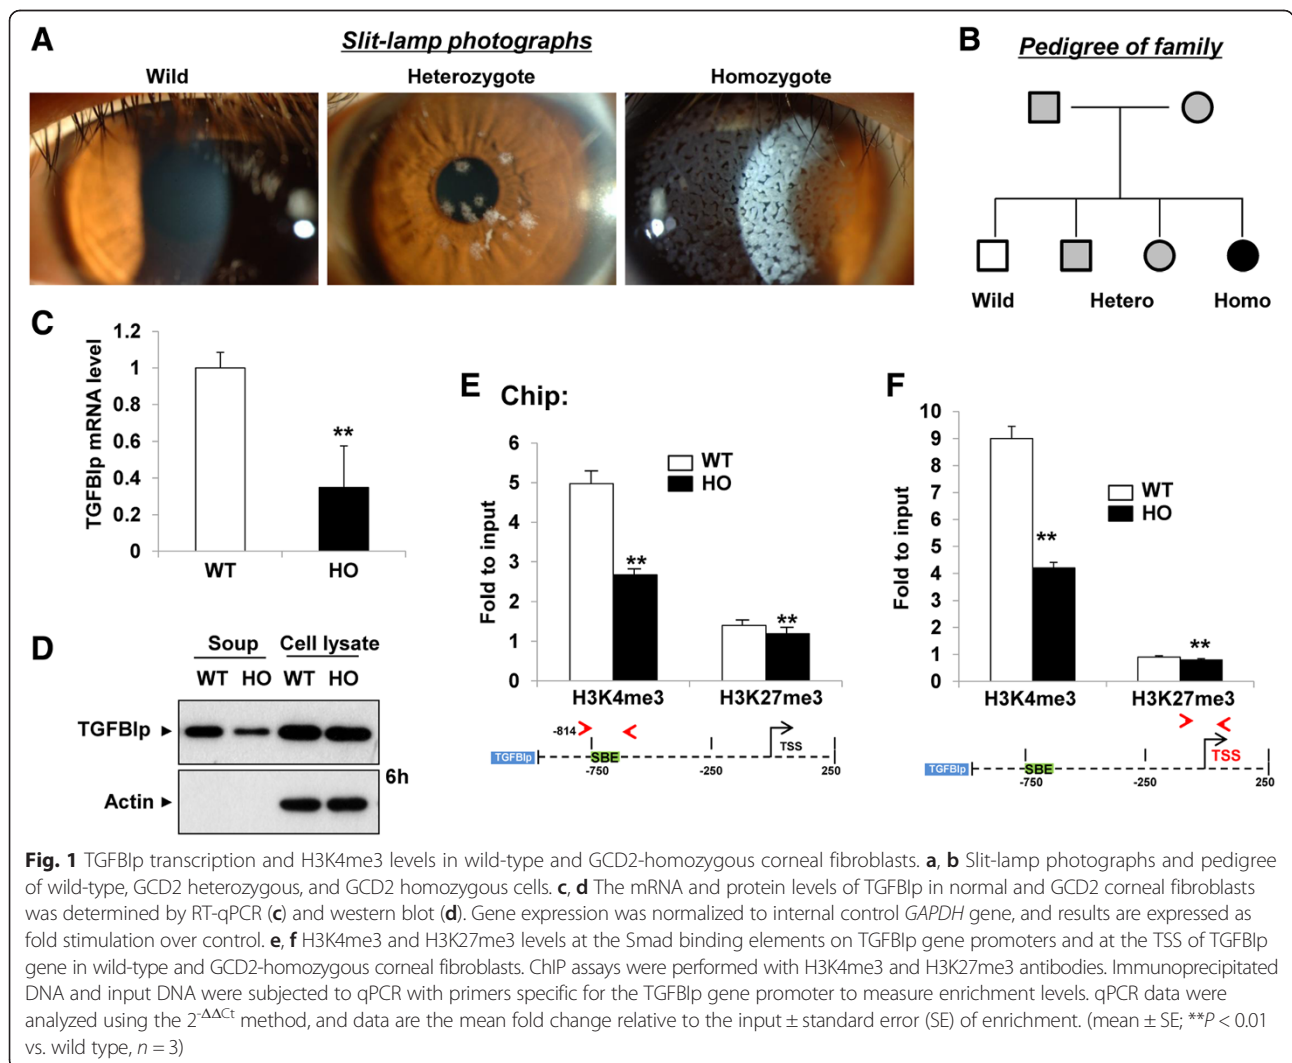 A
Slit-lamp photographs
Wild
Heterozygote
Homozygote
B
Pedigree of family
Wild
Hetero
Homo
C
TGFBIp mRNA level
1.2
1
0.8
0.6
0.4
0.2
0
**
WT
HO
D
Soup
Cell lysate
WT HO WT HO
TGFBIp
Actin
6h
E
Chip:
Fold to input
6
5
4
3
2
1
0
WT
HO
**
**
H3K4me3
H3K27me3
-814
TGFBIp
SBE
TSS
-750
-250
250
F
Fold to input
10
9
8
7
6
5
4
3
2
1
0
WT
HO
**
**
H3K4me3
H3K27me3
TGFBIp
SBE
TSS
-750
-250
250
Fig. 1 TGFBIp transcription and H3K4me3 levels in wild-type and GCD2-homozygous corneal fibroblasts. a, b Slit-lamp photographs and pedigree
of wild-type, GCD2 heterozygous, and GCD2 homozygous cells. c, d The mRNA and protein levels of TGFBIp in normal and GCD2 corneal fibroblasts
was determined by RT-qPCR (c) and western blot (d). Gene expression was normalized to internal control GAPDH gene, and results are expressed as
fold stimulation over control. e, f H3K4me3 and H3K27me3 levels at the Smad binding elements on TGFBIp gene promoters and at the TSS of TGFBIp
gene in wild-type and GCD2-homozygous corneal fibroblasts. ChIP assays were performed with H3K4me3 and H3K27me3 antibodies. Immunoprecipitated
DNA and input DNA were subjected to qPCR with primers specific for the TGFBIp gene promoter to measure enrichment levels. qPCR data were
analyzed using the 2-ΔΔCt method, and data are the mean fold change relative to the input ± standard error (SE) of enrichment. (mean ± SE; **P < 0.01
vs. wild type, n = 3)